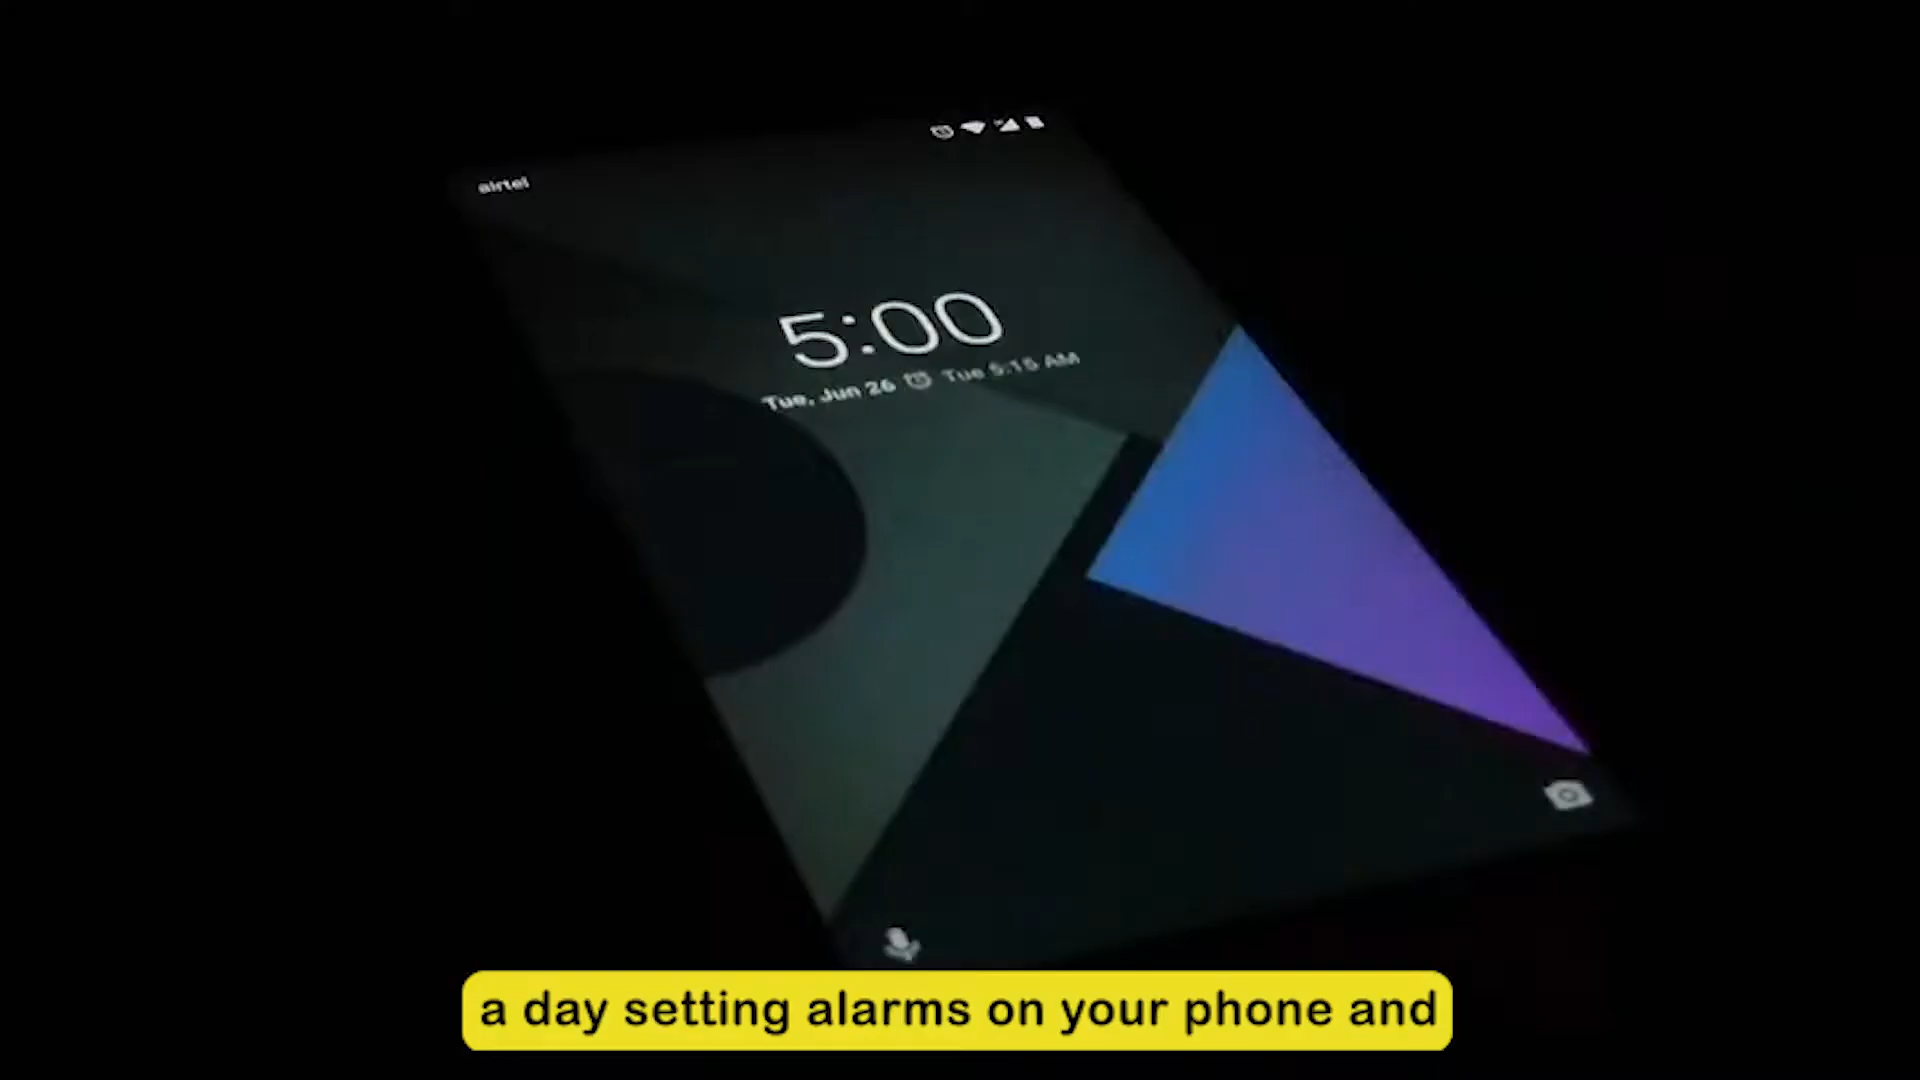 airtel
5:00
Tue, Jun 26 Tue 5:15 AM
a day setting alarms on your phone and